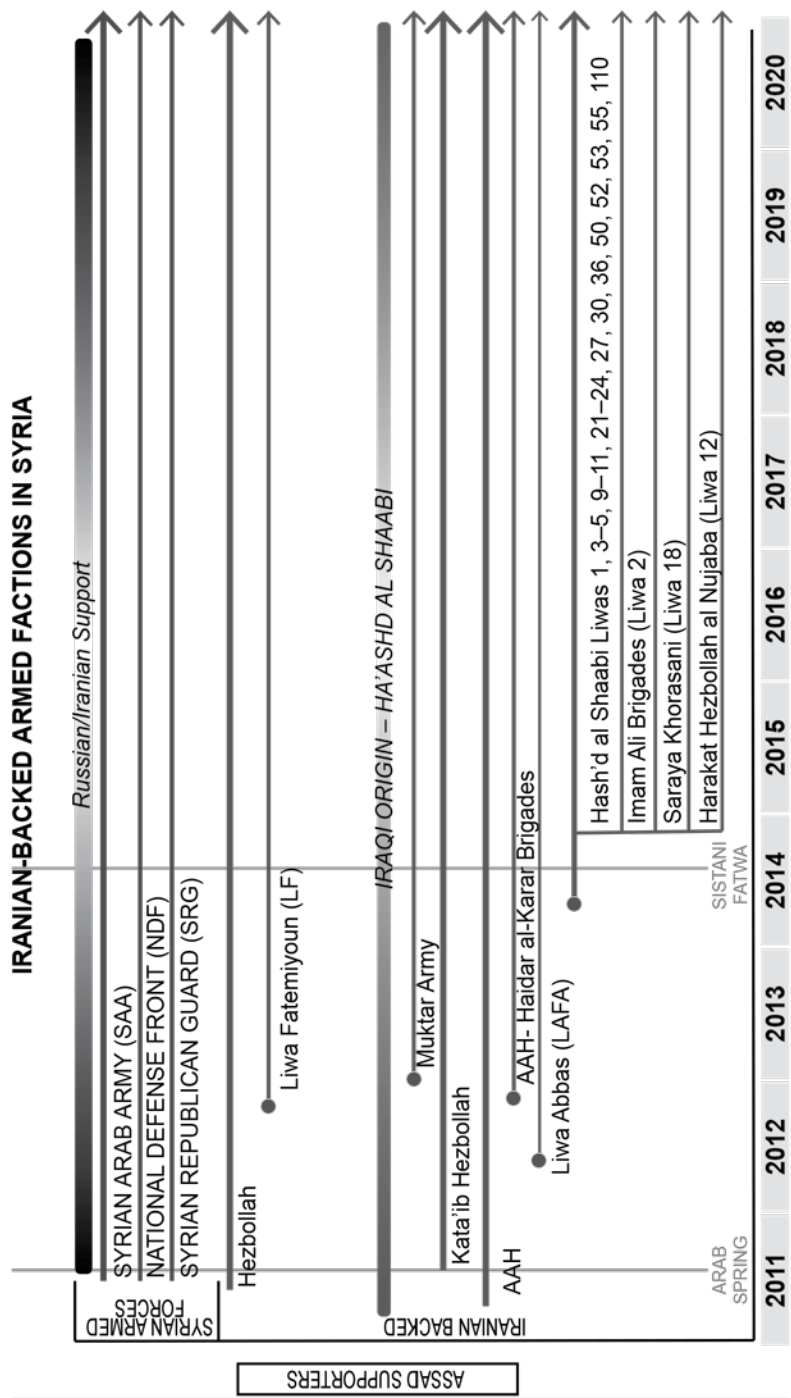 IRANIAN-BACKED ARMED FACTIONS IN SYRIA
ASSAD SUPPORTERS
SYRIAN ARMED
FORCES
Russian/Iranian Support
SYRIAN ARAB ARMY (SAA)
NATIONAL DEFENSE FRONT (NDF)
SYRIAN REPUBLICAN GUARD (SRG)
IRANIAN BACKED
Hezbollah
Liwa Fatemiyoun (LF)
IRAQI ORIGIN – HA’ASHD AL SHAABI
Muktar Army
Kata’ib Hezbollah
AAH
AAH- Haidar al-Karar Brigades
Liwa Abbas (LAFA)
Hash’d al Shaabi Liwas 1, 3–5, 9–11, 21–24, 27, 30, 36, 50, 52, 53, 55, 110
Imam Ali Brigades (Liwa 2)
Saraya Khorasani (Liwa 18)
Harakat Hezbollah al Nujaba (Liwa 12)
ARAB
SPRING
SISTANI
FATWA
2011 2012 2013 2014 2015 2016 2017 2018 2019 2020